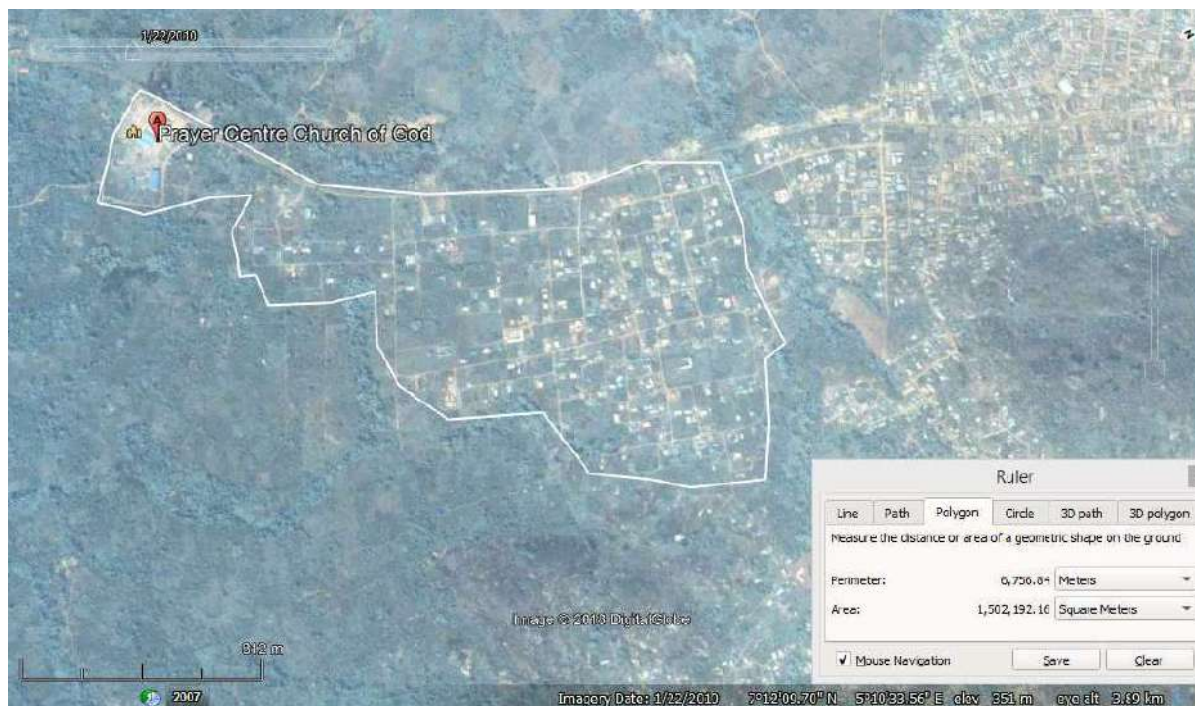 1/22/2010
Z
A
Prayer Centre Church of God
Ruler
Line Path Polygon Circle 3D path 3D polygon
Measure the distance or area of a geometric shape on the ground
Perimeter: 6,756.84 Meters
Area: 1,502,192.16 Square Meters
Mouse Navigation Save Clear
Image © 2018 DigitalGlobe
812 m
2007
Imagery Date: 1/22/2010 7°12'09.70" N 5°10'33.56" E elev 351 m eye alt 3.89 km